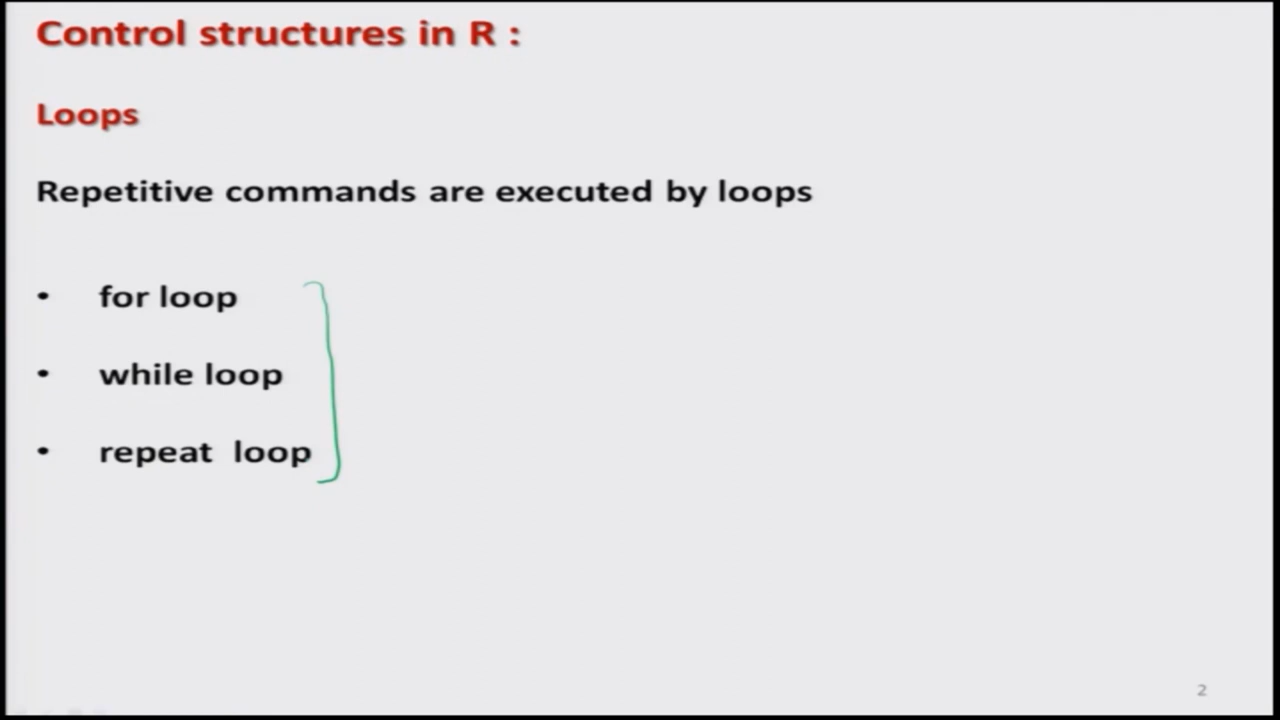 Control structures in R :
Loops
Repetitive commands are executed by loops
• for loop
• while loop
• repeat loop
2